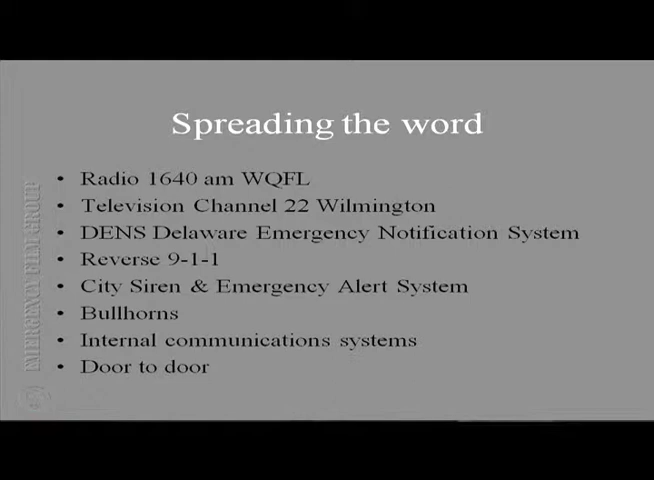 Spreading the word
• Radio 1640 am WQFL
• Television Channel 22 Wilmington
• DENS Delaware Emergency Notification System
• Reverse 9-1-1
• City Siren & Emergency Alert System
• Bullhorns
• Internal communications systems
• Door to door
EMERGENCY FILM GROUP